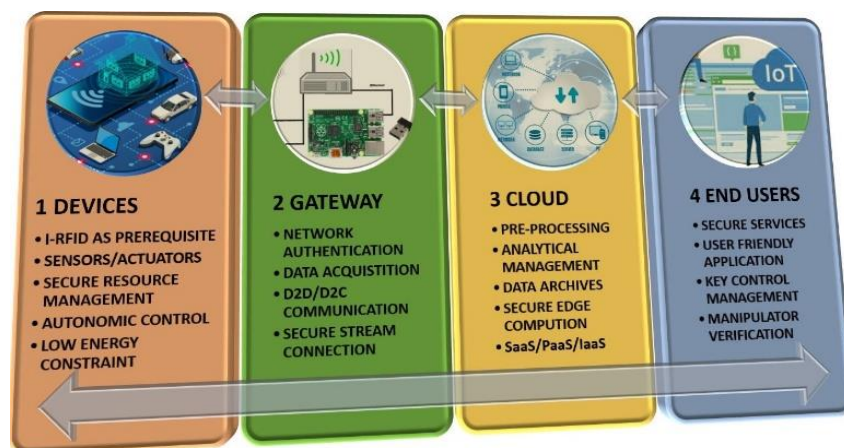 1 DEVICES
• I-RFID AS PREREQUISITE
• SENSORS/ACTUATORS
• SECURE RESOURCE
MANAGEMENT
• AUTONOMIC CONTROL
• LOW ENERGY
CONSTRAINT
2 GATEWAY
• NETWORK
AUTHENTICATION
• DATA ACQUISTITION
• D2D/D2C
COMMUNICATION
• SECURE STREAM
CONNECTION
3 CLOUD
• PRE-PROCESSING
• ANALYTICAL
MANAGEMENT
• DATA ARCHIVES
• SECURE EDGE
COMPUTION
• SaaS/PaaS/IaaS
IoT
4 END USERS
• SECURE SERVICES
• USER FRIENDLY
APPLICATION
• KEY CONTROL
MANAGEMENT
• MANIPULATOR
VERIFICATION